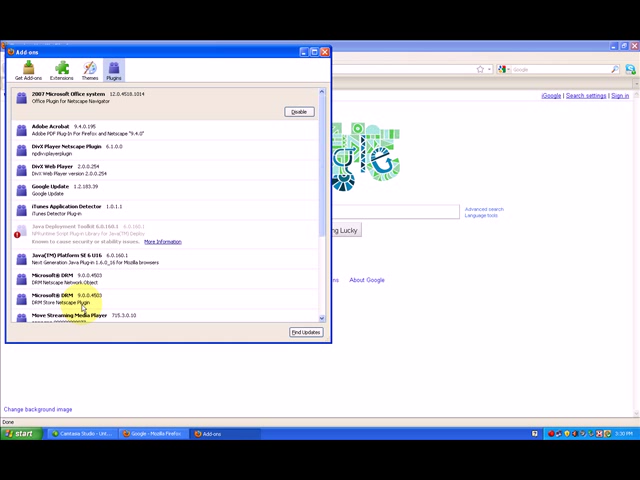 Add-ons
Get Add-ons Extensions Themes Plugins
2007 Microsoft Office system 12.0.4518.1014
Office Plugin for Netscape Navigator
Disable
Adobe Acrobat 9.4.0.195
Adobe PDF Plug-In For Firefox and Netscape "9.4.0"
DivX Player Netscape Plugin 6.1.0.0
npdivxplayerplugin
DivX Web Player 2.0.0.254
DivX Web Player version 2.0.0.254
Google Update 1.2.183.39
Google Update
iTunes Application Detector 1.0.1.1
iTunes Detector Plug-in
Java Deployment Toolkit 6.0.160.1 6.0.160.1
NPRuntime Script Plug-in Library for Java(TM) Deploy
Known to cause security or stability issues. More Information
Java(TM) Platform SE 6 U16 6.0.160.1
Next Generation Java Plug-in 1.6.0_16 for Mozilla browsers
Microsoft® DRM 9.0.0.4503
DRM Netscape Network Object
Microsoft® DRM 9.0.0.4503
DRM Store Netscape Plugin
Move Streaming Media Player 715.3.0.10
Find Updates
Google
iGoogle | Search settings | Sign in
Advanced search
Language tools
ng Lucky
About Google
Change background image
Done
start Camtasia Studio - Unt... Google - Mozilla Firefox Add-ons 3:30 PM